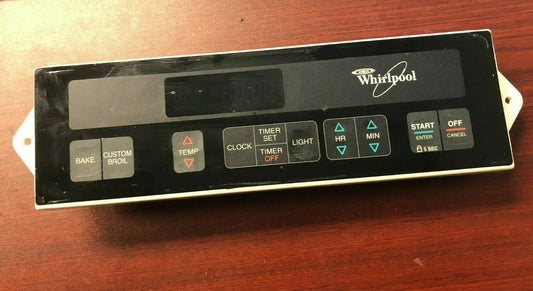 Whirlpool
BAKE
CUSTOM
BROIL
TEMP
CLOCK
TIMER
SET
TIMER
OFF
LIGHT
HR
MIN
START
ENTER
5 SEC
OFF
CANCEL